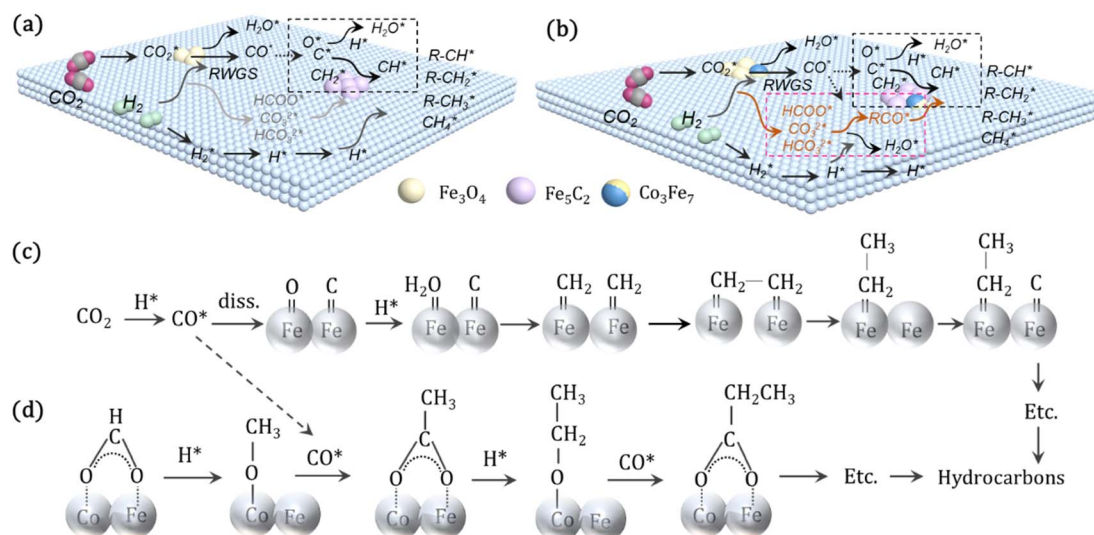 (a)
H₂O*
H₂O*
CO₂*
CO*
O*
H*
C*
RWGS
CH₂*
CH*
CO₂
H₂
HCOO*
CO₃²*
HCO₃²*
R-CH*
R-CH₂*
R-CH₃*
CH₄*
H₂*
H*
H*
(b)
H₂O*
H₂O*
CO₂*
CO*
O*
H*
C*
RWGS
CH₂*
CH*
CO₂
H₂
HCOO*
CO₃²*
HCO₃²*
RCO*
H₂O*
R-CH*
R-CH₂*
R-CH₃*
CH₄*
H₂*
H*
H*
Fe₃O₄
Fe₅C₂
Co₃Fe₇
(c)
CO₂ H* CO* diss.
O C
Fe Fe
H*
H₂O C
Fe Fe
CH₂ CH₂
Fe Fe
CH₂—CH₂
Fe Fe
CH₃
CH₂
Fe Fe
CH₃
CH₂ C
Fe Fe
Etc.
(d)
H
C
O O
Co Fe
H*
CH₃
O
Co Fe
CO*
CH₃
C
O O
Co Fe
H*
CH₃
CH₂
O
Co Fe
CO*
CH₂CH₃
C
O O
Co Fe
Etc.
Hydrocarbons